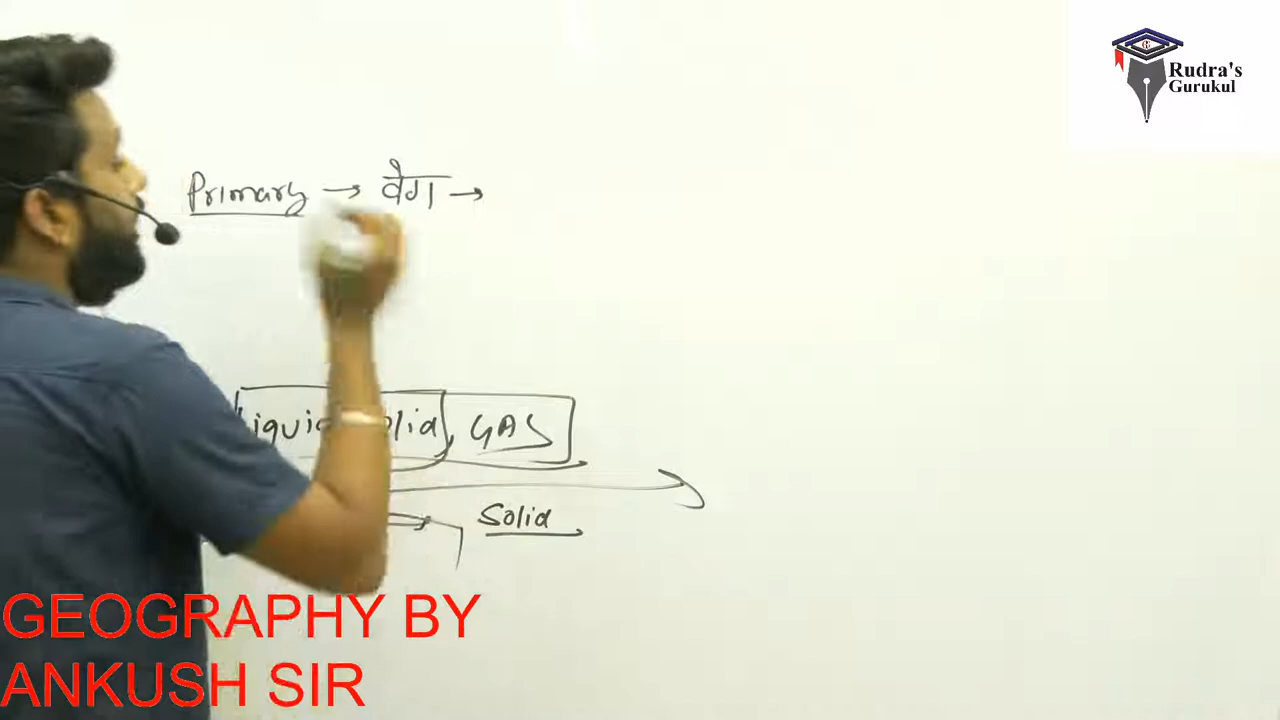 Rudra's
Gurukul
Primary → वेग →
GAS
Solid
GEOGRAPHY BY
ANKUSH SIR